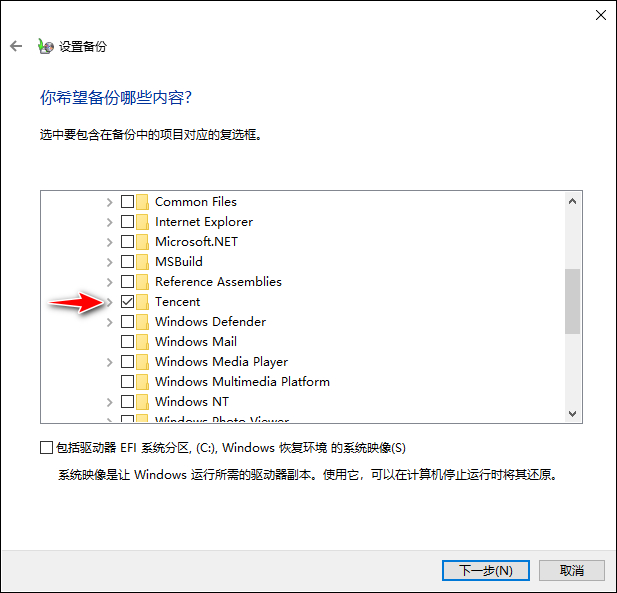 设置备份
你希望备份哪些内容?
选中要包含在备份中的项目对应的复选框。
Common Files
Internet Explorer
Microsoft.NET
MSBuild
Reference Assemblies
Tencent
Windows Defender
Windows Mail
Windows Media Player
Windows Multimedia Platform
Windows NT
Windows Photo Viewer
包括驱动器 EFI 系统分区, (C:), Windows 恢复环境 的系统映像(S)
系统映像是让 Windows 运行所需的驱动器副本。使用它，可以在计算机停止运行时将其还原。
下一步(N)
取消